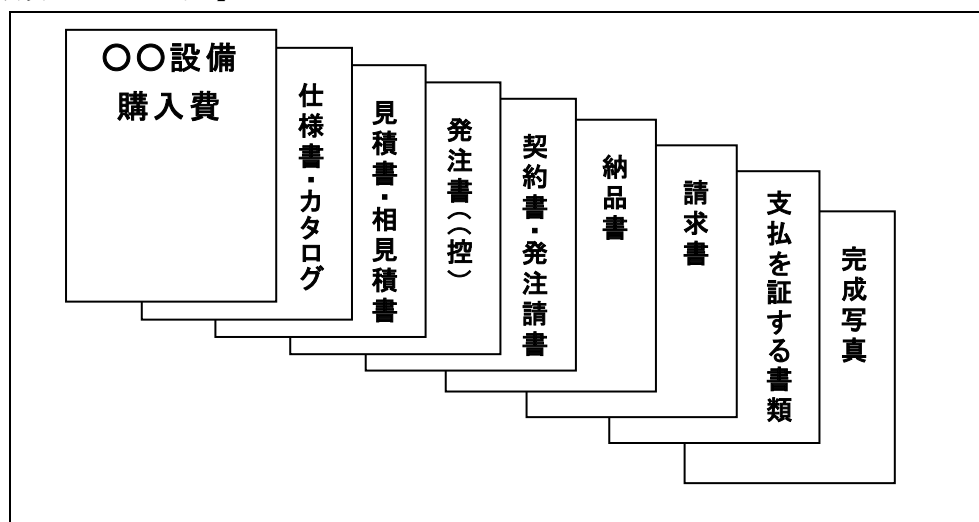 〇〇設備
購入費
仕様書・カタログ
見積書・相見積書
発注書((控)
契約書・発注請書
納品書
請求書
支払を証する書類
完成写真